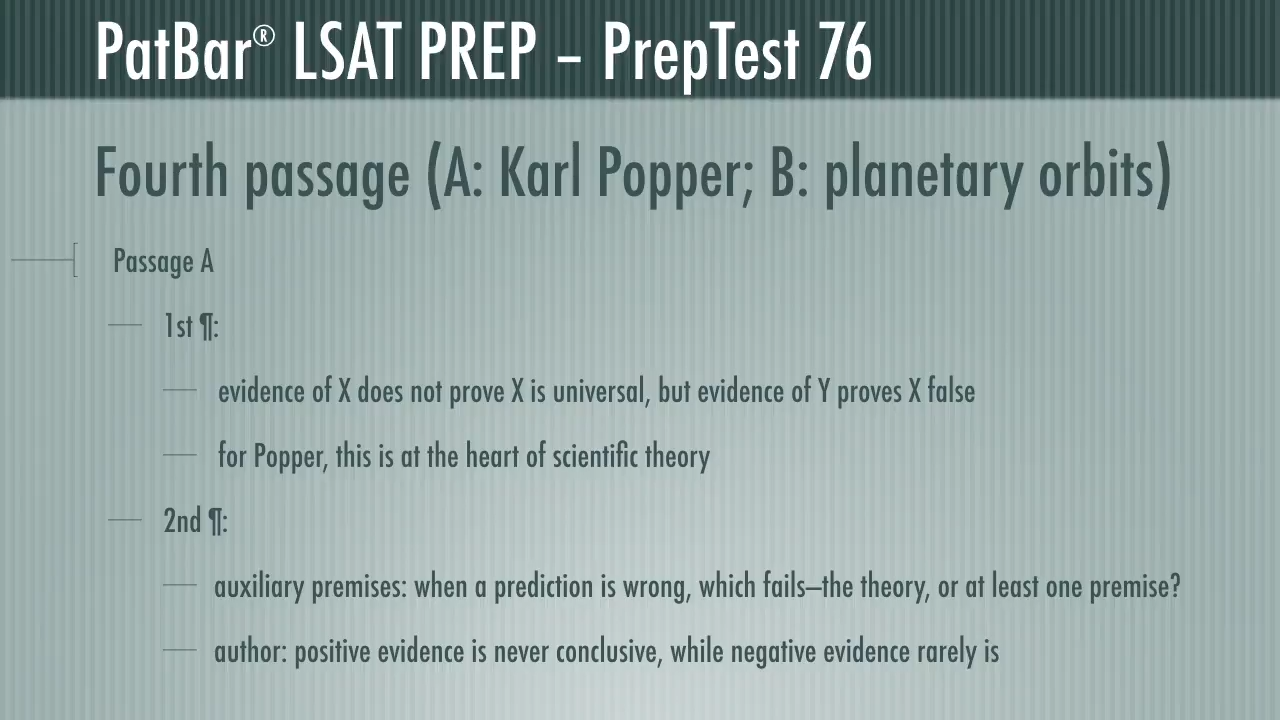 PatBar® LSAT PREP – PrepTest 76
Fourth passage (A: Karl Popper; B: planetary orbits)
Passage A
1st ¶:
evidence of X does not prove X is universal, but evidence of Y proves X false
for Popper, this is at the heart of scientific theory
2nd ¶:
auxiliary premises: when a prediction is wrong, which fails—the theory, or at least one premise?
author: positive evidence is never conclusive, while negative evidence rarely is